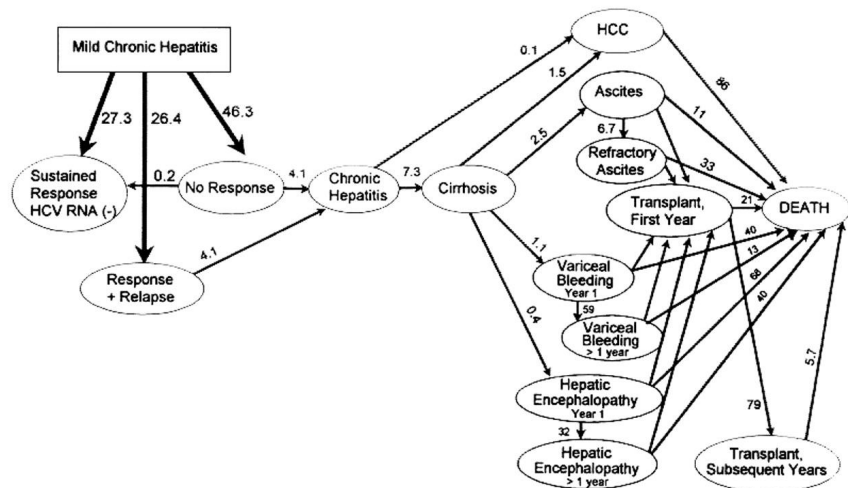 Mild Chronic Hepatitis
27.3
26.4
46.3
Sustained
Response
HCV RNA (-)
0.2
No Response
4.1
Response
+ Relapse
4.1
Chronic
Hepatitis
7.3
Cirrhosis
0.1
1.5
2.5
1.1
0.4
HCC
86
Ascites
11
6.7
Refractory
Ascites
33
Transplant,
First Year
21
DEATH
40
13
68
40
Variceal
Bleeding
Year 1
59
Variceal
Bleeding
> 1 year
Hepatic
Encephalopathy
Year 1
32
Hepatic
Encephalopathy
> 1 year
79
5.7
Transplant,
Subsequent Years